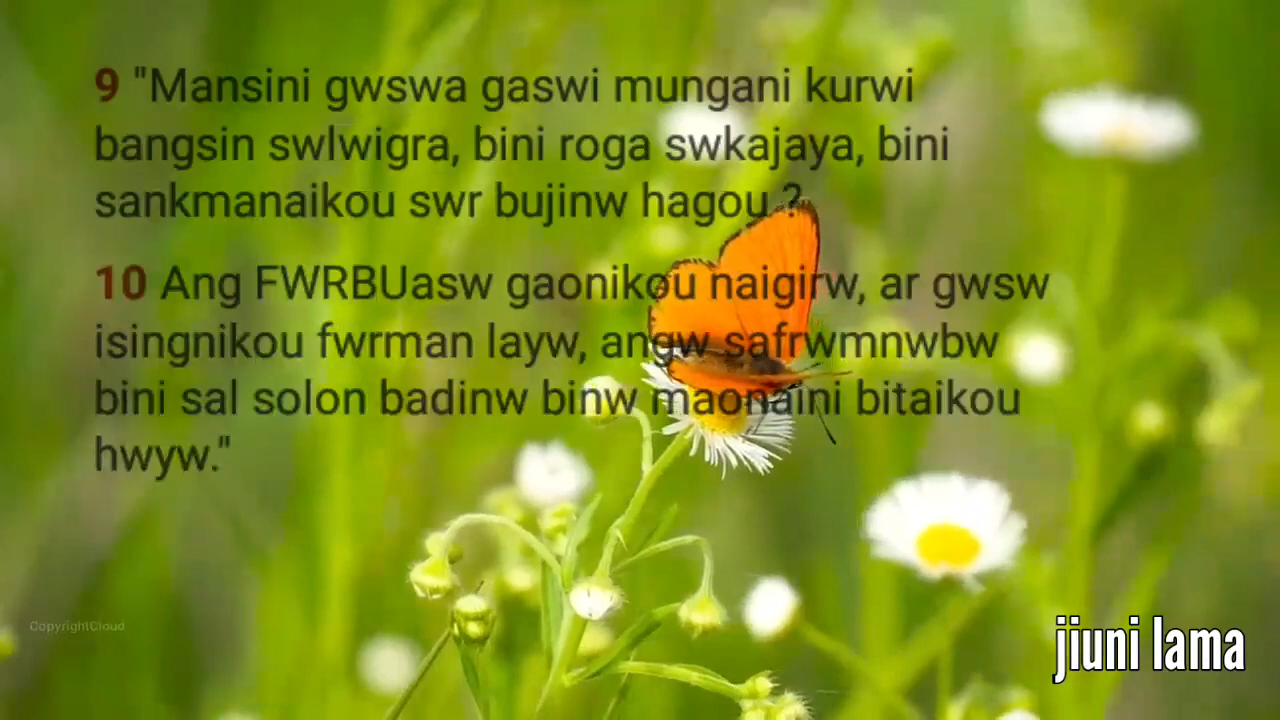 9 "Mansini gwswa gaswi mungani kurwi
bangsin swlwigra, bini roga swkajaya, bini
sankmanaikou swr bujinw hagou ?
10 Ang FWRBUasw gaonikou naigirw, ar gwsw
isingnikou fwrman layw, angw safrwmnwbw
bini sal solon badinw binw maonaini bitaikou
hwyw."
CopyrightCloud
jiuni lama